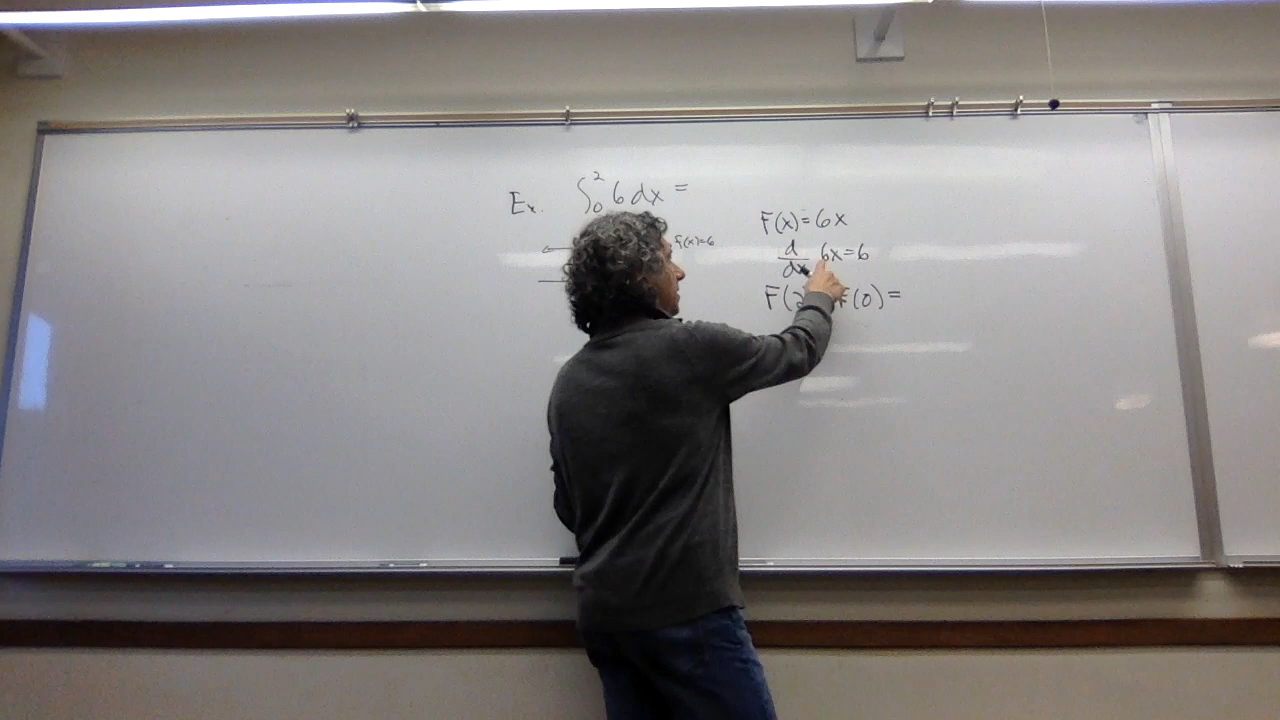 Ex. ∫₀² 6 dx =
f(x)=6
F(x)=6x
d/dx 6x=6
F(2 F(0)=